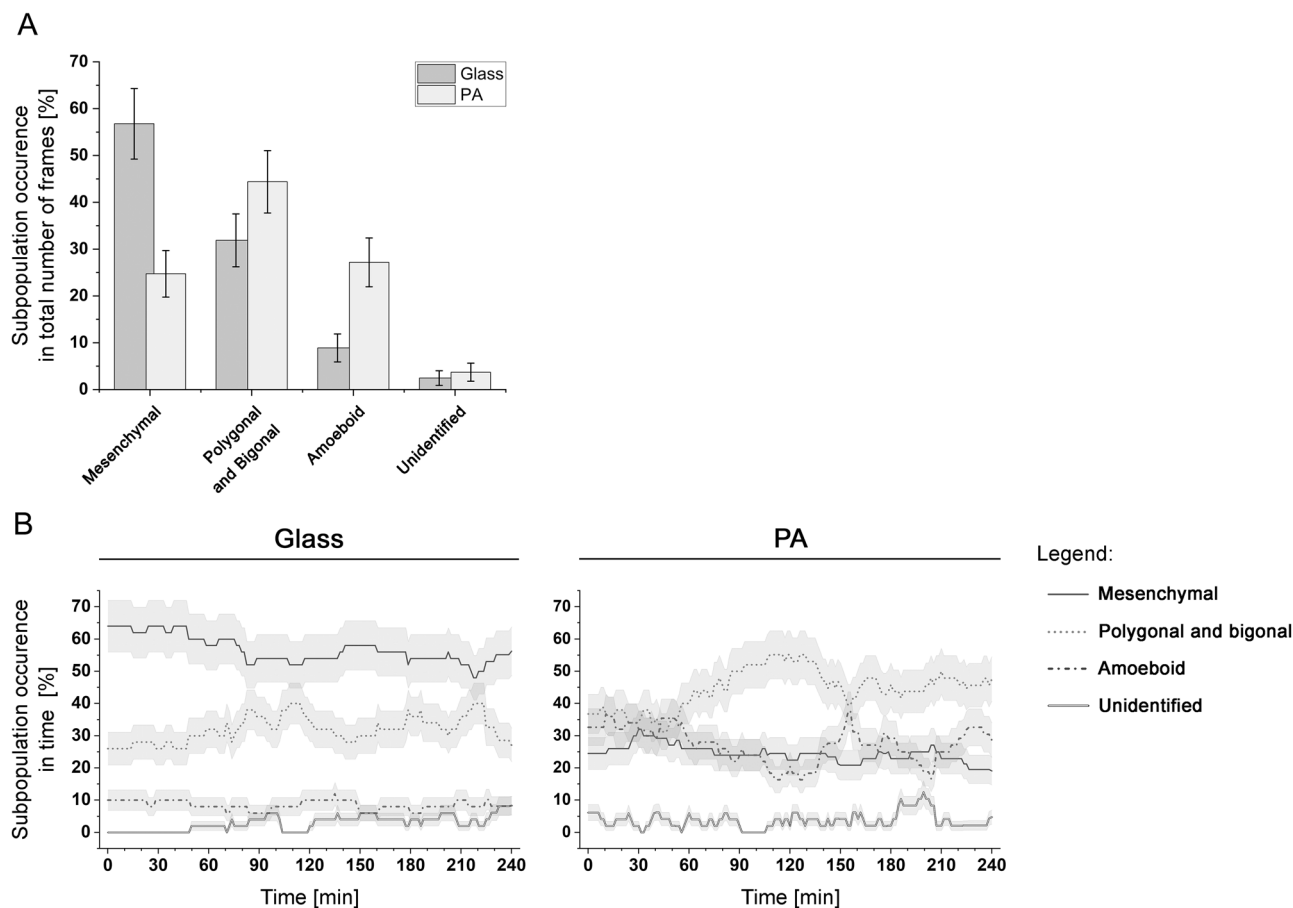 A
Subpopulation occurence
in total number of frames [%]
70
60
50
40
30
20
10
0
Glass
PA
Mesenchymal
Polygonal
and Bigonal
Amoeboid
Unidentified
B
Glass
PA
Subpopulation occurence
in time [%]
70
60
50
40
30
20
10
0
0 30 60 90 120 150 180 210 240
Time [min]
70
60
50
40
30
20
10
0
0 30 60 90 120 150 180 210 240
Time [min]
Legend:
Mesenchymal
Polygonal and bigonal
Amoeboid
Unidentified